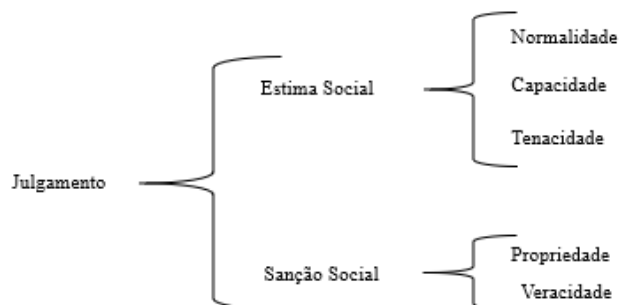 Normalidade
Estima Social
Capacidade
Tenacidade
Julgamento
Propriedade
Sanção Social
Veracidade